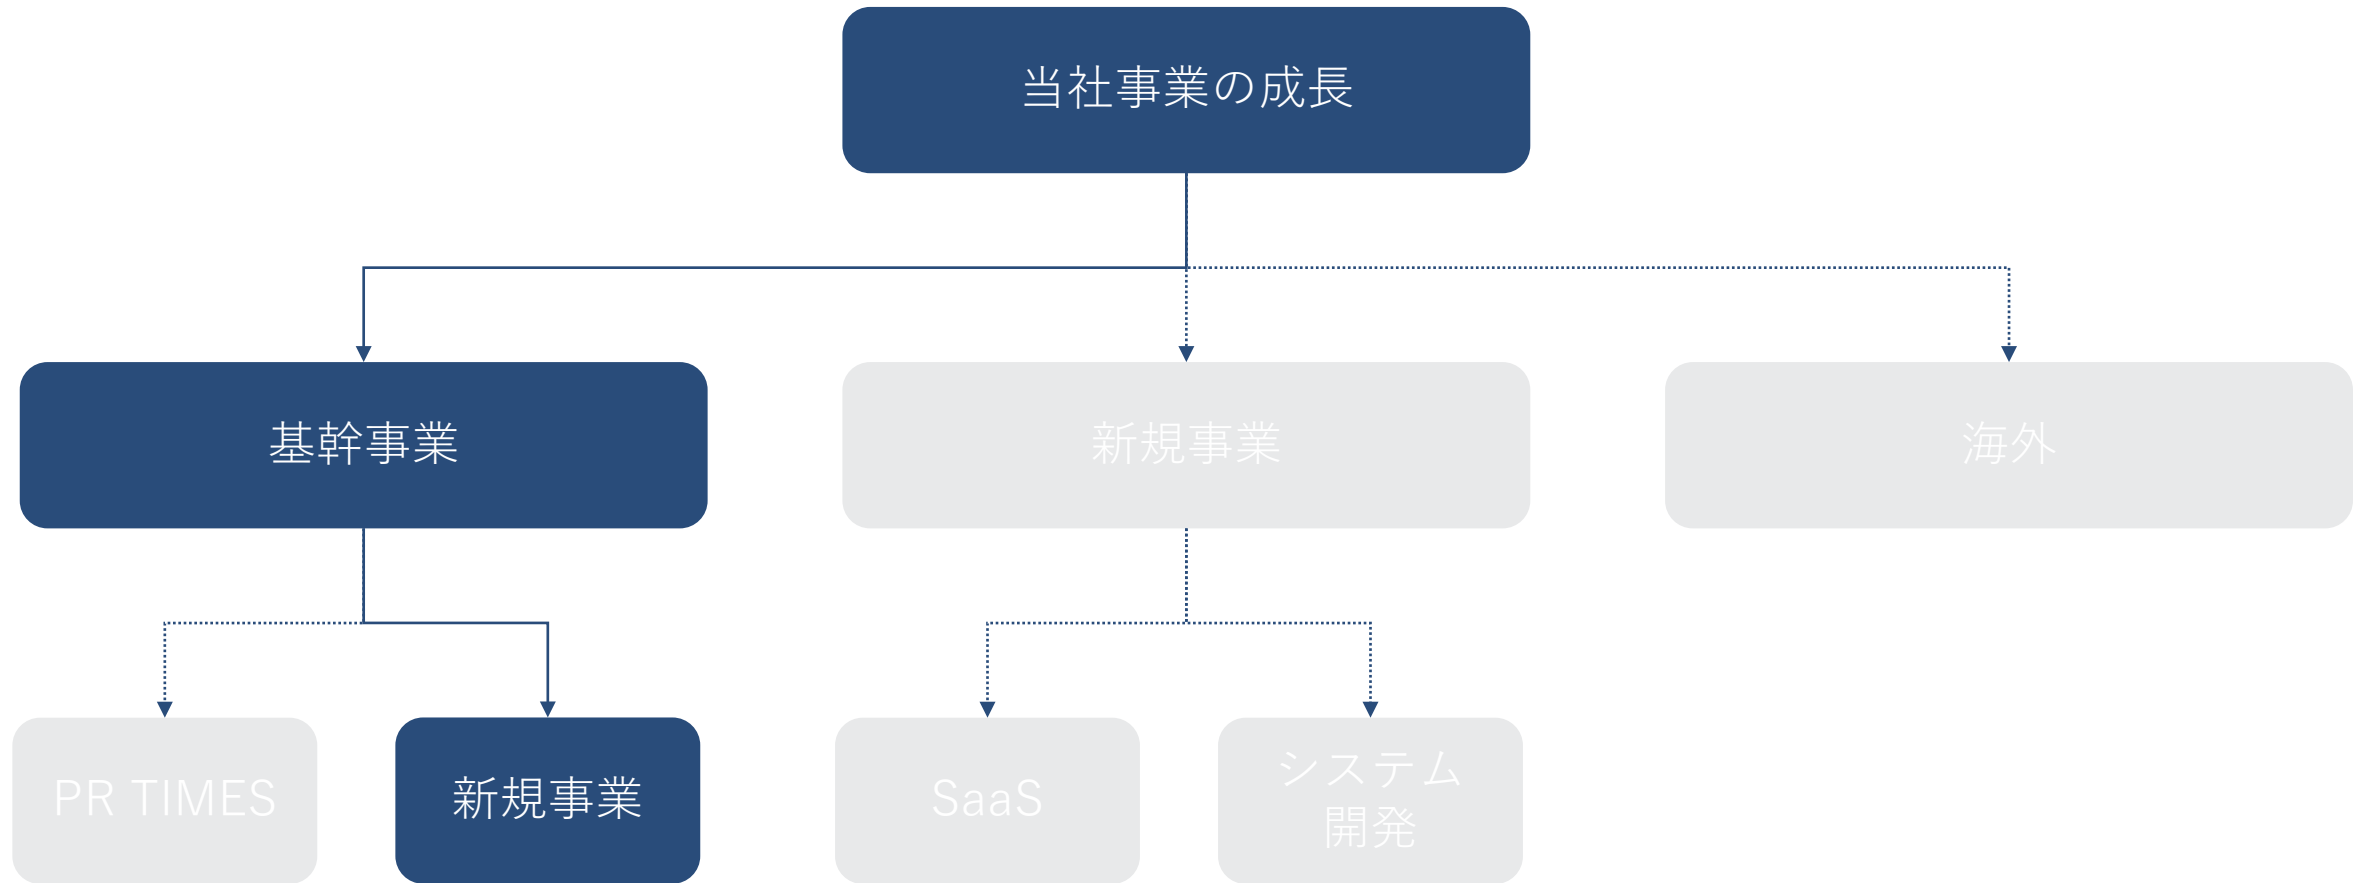 当社事業の成長
基幹事業
新規事業
海外
PR TIMES
新規事業
SaaS
システム
開発